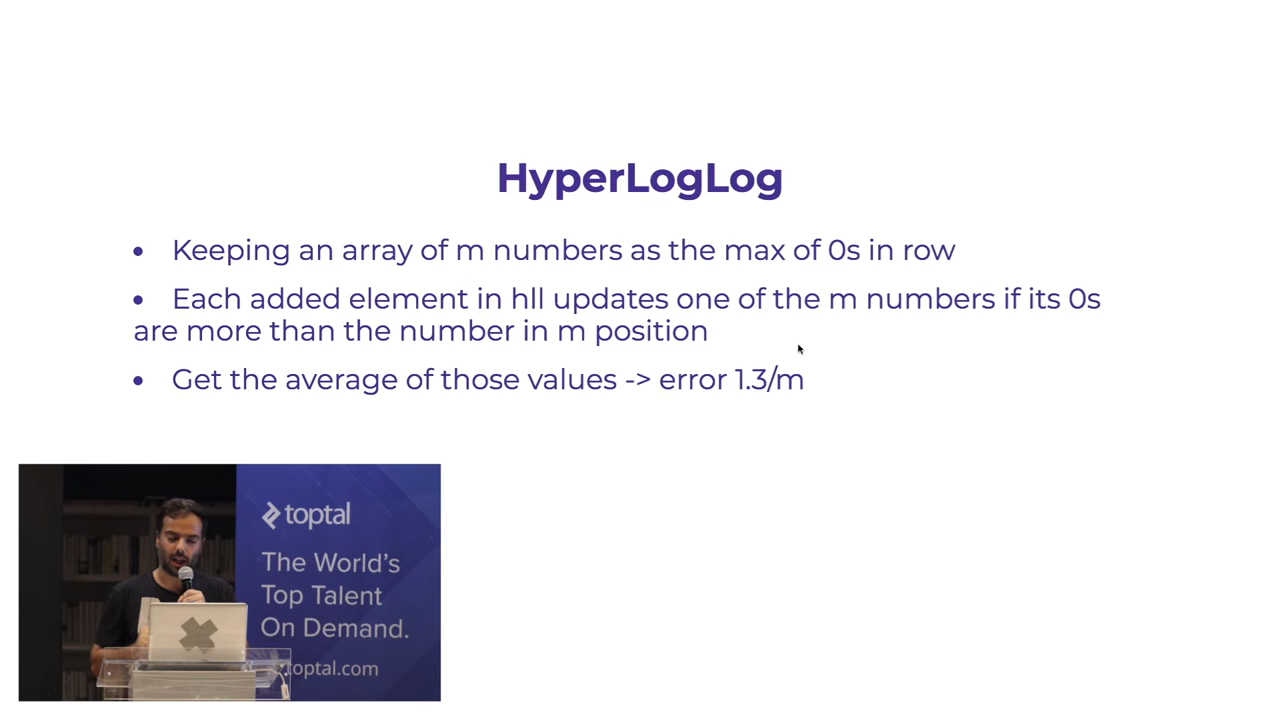 HyperLogLog
• Keeping an array of m numbers as the max of 0s in row
• Each added element in hll updates one of the m numbers if its 0s
are more than the number in m position
• Get the average of those values -> error 1.3/m
toptal
The World's
Top Talent
On Demand.
toptal.com